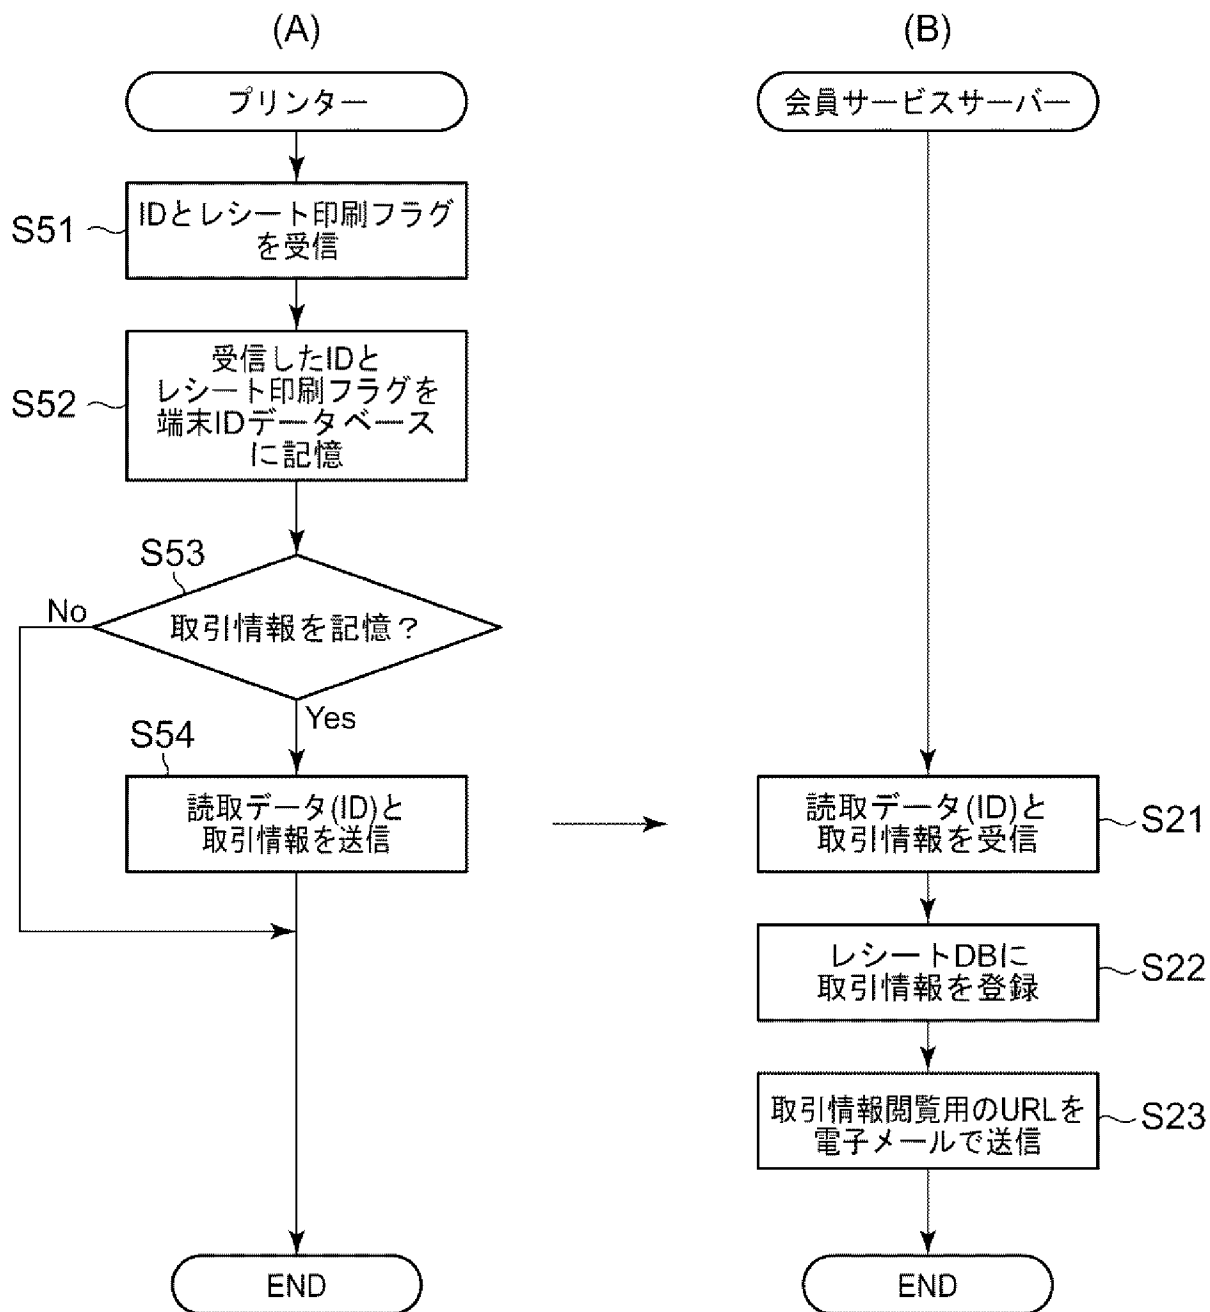 (A)
プリンター
S51
IDとレシート印刷フラグ
を受信
S52
受信したIDと
レシート印刷フラグを
端末IDデータベース
に記憶
S53
No
取引情報を記憶？
Yes
S54
読取データ(ID)と
取引情報を送信
END
(B)
会員サービスサーバー
読取データ(ID)と
取引情報を受信
S21
レシートDBに
取引情報を登録
S22
取引情報閲覧用のURLを
電子メールで送信
S23
END